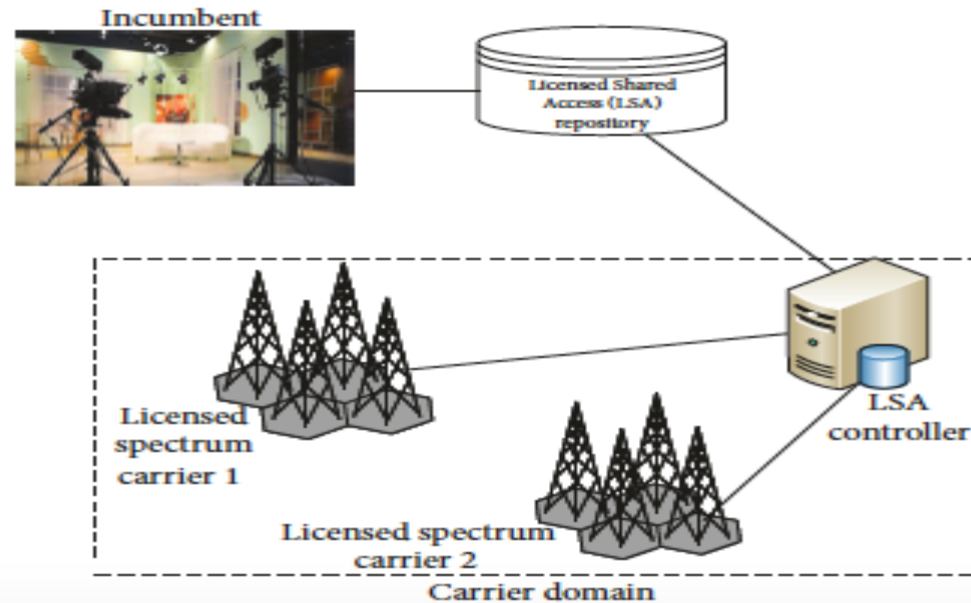 Incumbent
Licensed Shared
Access (LSA)
repository
Licensed
spectrum
carrier 1
LSA
controller
Licensed spectrum
carrier 2
Carrier domain